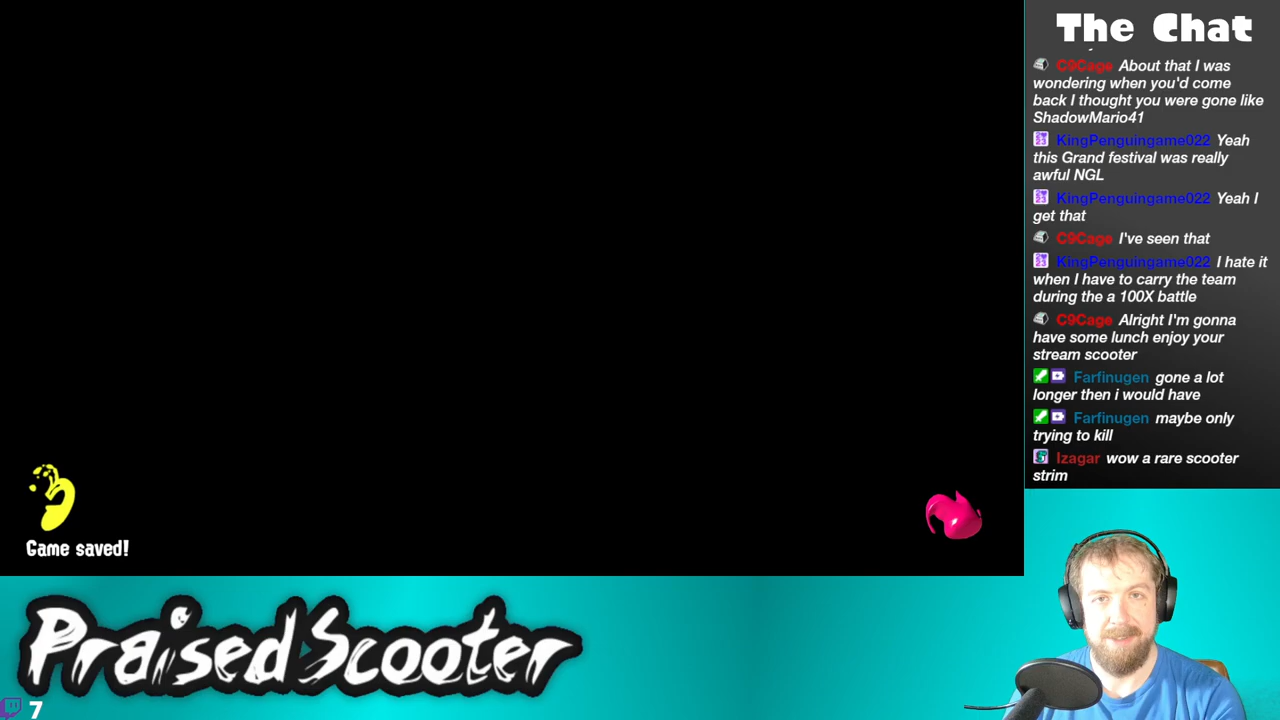 The Chat
C9Cage About that I was
wondering when you'd come
back I thought you were gone like
ShadowMario41
KingPenguingame022 Yeah
this Grand festival was really
awful NGL
KingPenguingame022 Yeah I
get that
C9Cage I've seen that
KingPenguingame022 I hate it
when I have to carry the team
during the a 100X battle
C9Cage Alright I'm gonna
have some lunch enjoy your
stream scooter
Farfinugen gone a lot
longer then i would have
Farfinugen maybe only
trying to kill
Izagar wow a rare scooter
strim
Game saved!
PraisedScooter
7